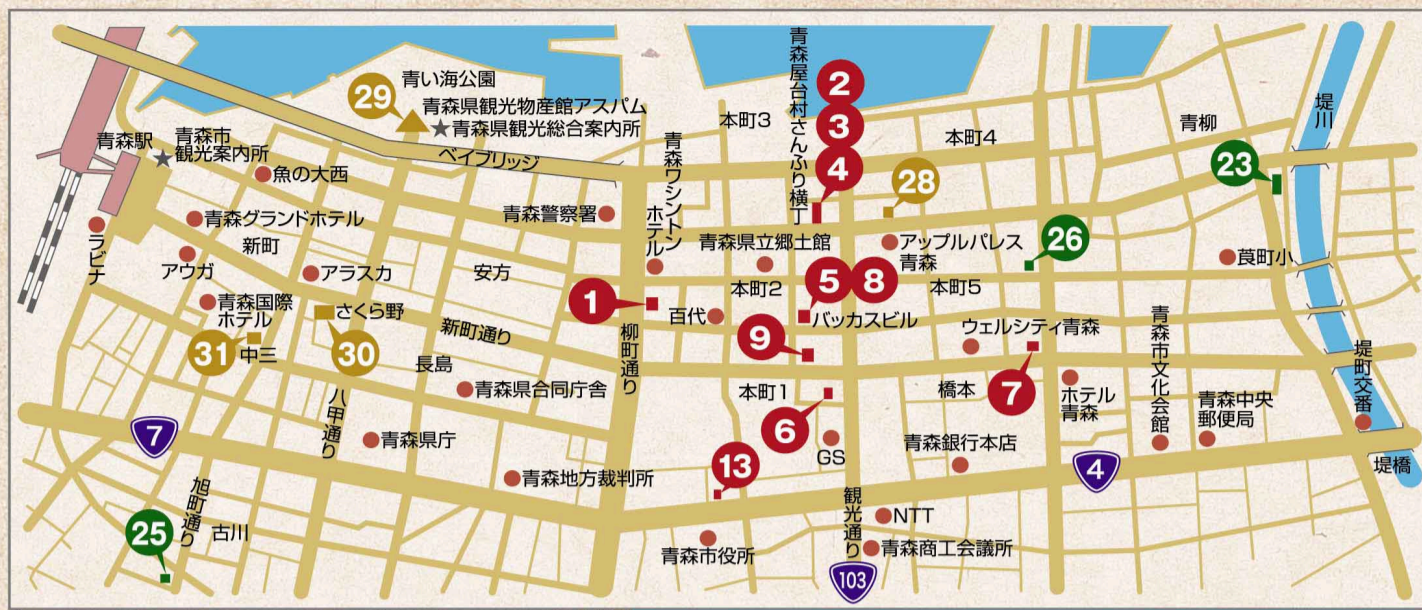 青い海公園
29
青森県観光物産館アスパム
★青森県観光総合案内所
青森駅
青森市
★観光案内所
魚の大西
ベイブリッジ
青森警察署
青森グランドホテル
新町
ラビナ
アウガ
アラスカ
安方
青森国際
ホテル
さくら野
31
中三
30
新町通り
長島
八甲通り
青森県合同庁舎
青森県庁
7
青森地方裁判所
旭町通り
古川
25
青森ワシントン
ホテル
本町3
青森屋台村さんふり横丁
2
3
4
本町4
28
青柳
23
堤川
青森県立郷土館
アップルパレス
青森
26
莨町小
1
柳町通り
百代
本町2
5
8
バッカスビル
本町5
9
ウェルシティ青森
7
橋本
ホテル
青森
青森市文化会館
青森中央
郵便局
堤町交番
堤橋
本町1
6
GS
13
青森銀行本店
4
観光通り
NTT
青森市役所
青森商工会議所
103